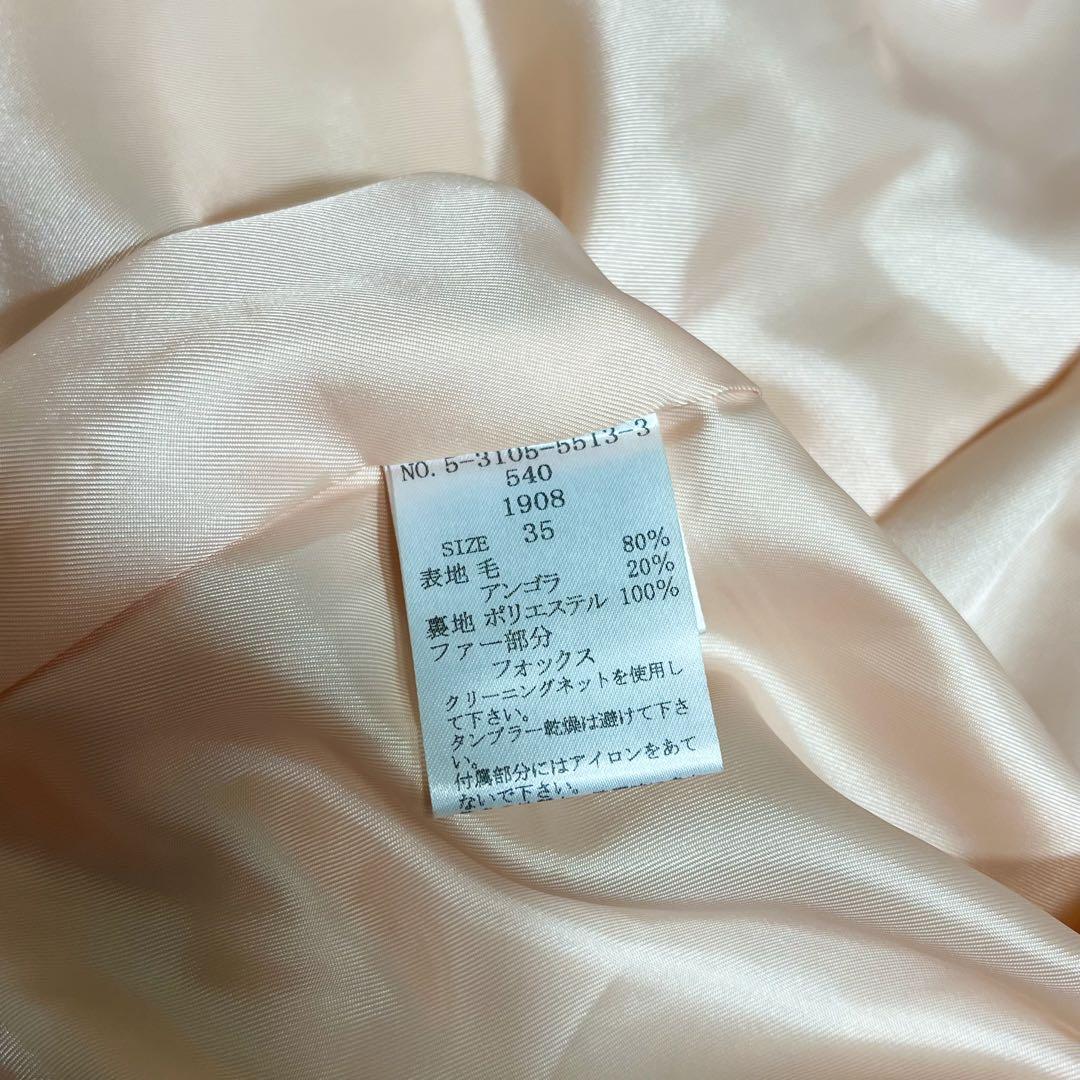 NO. 5-3105-5513-3
540
1908
SIZE 35
表地 毛 80%
アンゴラ 20%
裏地 ポリエステル 100%
ファー部分
フォックス
クリーニングネットを使用し
て下さい。
タンブラー乾燥は避けて下さ
い。
付属部分にはアイロンをあて
ないで下さい。